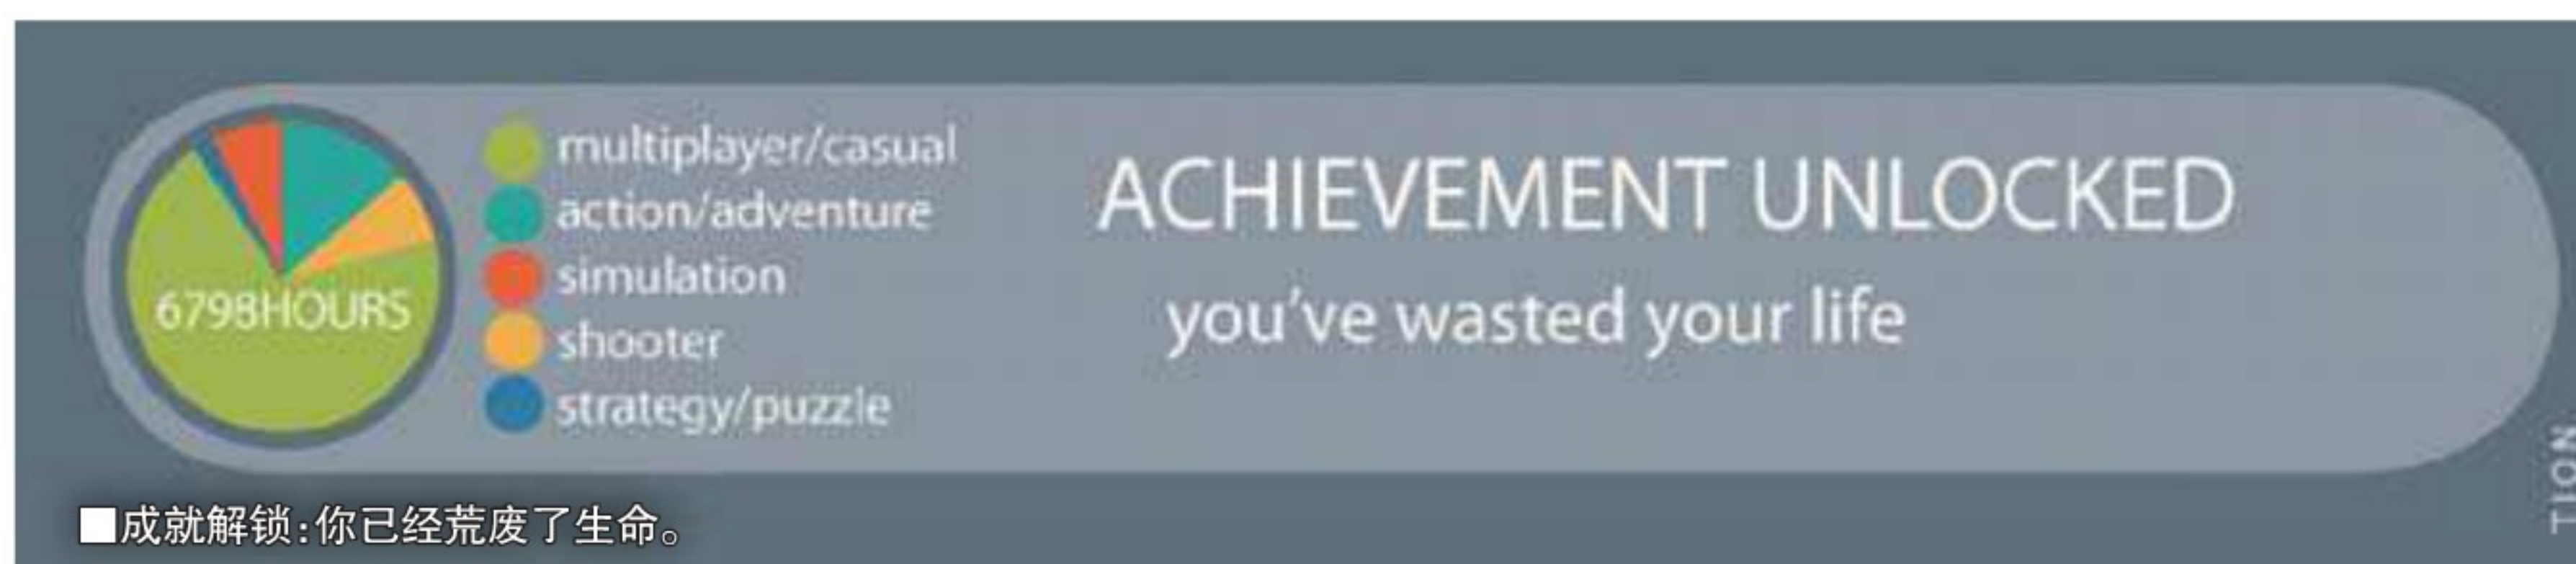 multiplayer/casual
action/adventure
simulation
shooter
strategy/puzzle
6798HOURS
ACHIEVEMENT UNLOCKED
you've wasted your life
TION
■成就解锁:你已经荒废了生命。